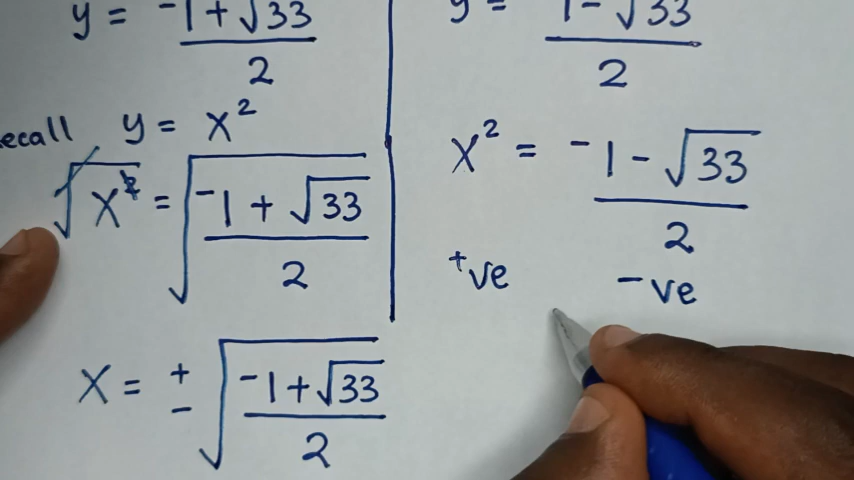 y = -1 + √33 / 2
Recall y = x²
√x² = √(-1 + √33 / 2)
x = ± √(-1 + √33 / 2)
y = 1 - √33 / 2
x² = -1 - √33 / 2
+ve -ve